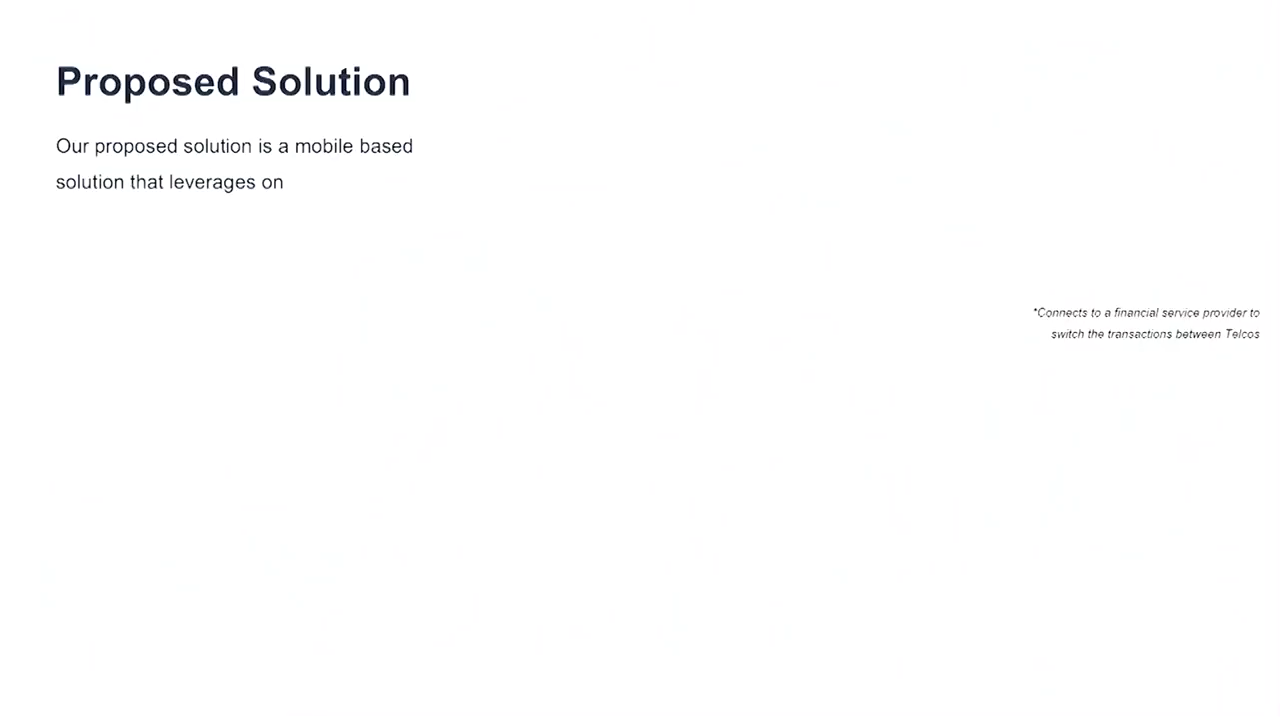 Proposed Solution
Our proposed solution is a mobile based
solution that leverages on
*Connects to a financial service provider to
switch the transactions between Telcos